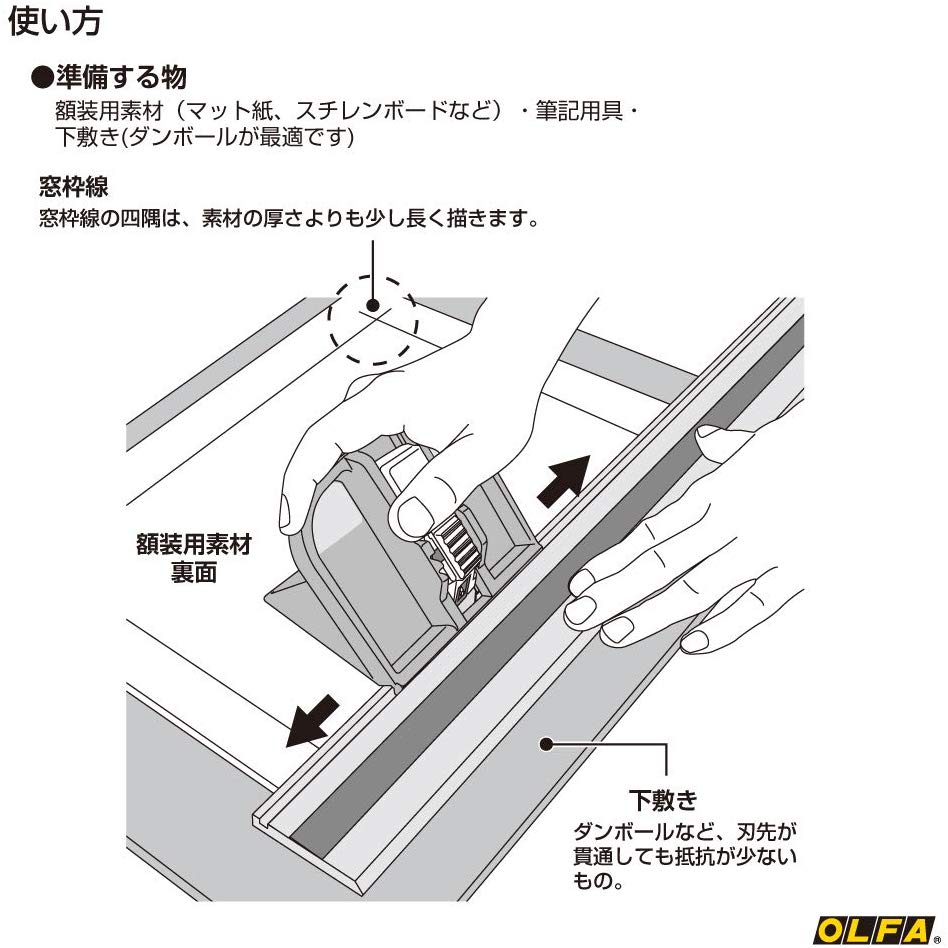 使い方
●準備する物
額装用素材（マット紙、スチレンボードなど）・筆記用具・
下敷き(ダンボールが最適です)
窓枠線
窓枠線の四隅は、素材の厚さよりも少し長く描きます。
額装用素材
裏面
下敷き
ダンボールなど、刃先が
貫通しても抵抗が少ない
もの。
OLFA®